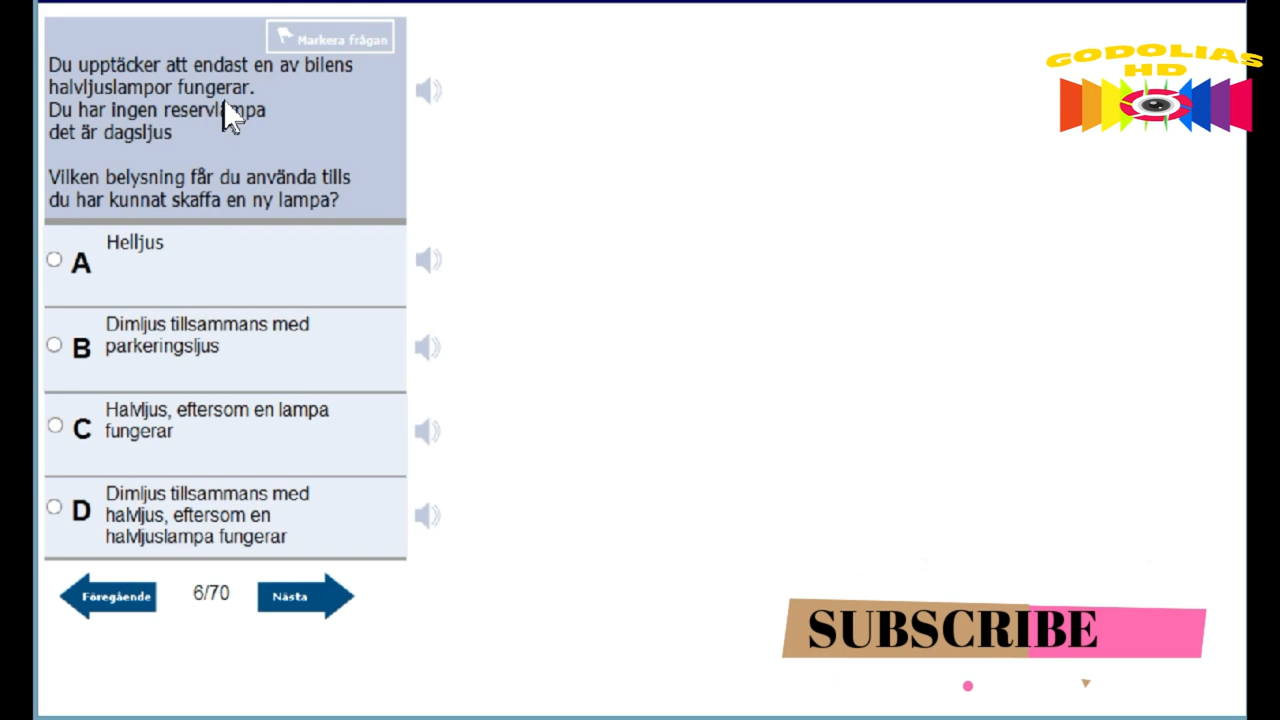 Markera frågan
Du upptäcker att endast en av bilens
halvljuslampor fungerar.
Du har ingen reservlampa
det är dagsljus
Vilken belysning får du använda tills
du har kunnat skaffa en ny lampa?
A
Helljus
B
Dimljus tillsammans med
parkeringsljus
C
Halvljus, eftersom en lampa
fungerar
D
Dimljus tillsammans med
halvljus, eftersom en
halvljuslampa fungerar
Föregående
6/70
Nästa
GODOLIAS
HD
SUBSCRIBE